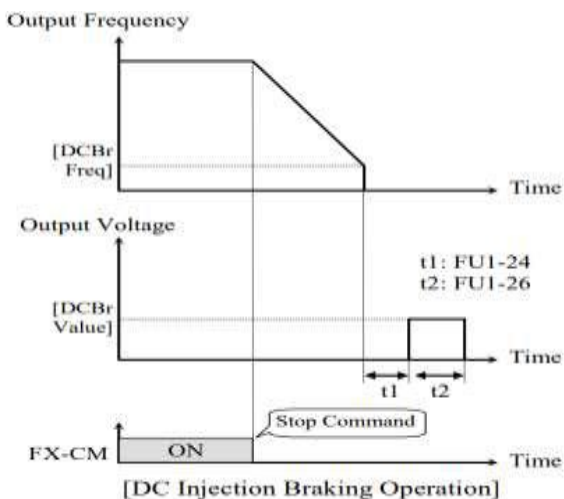 Output Frequency
[DCBr
Freq]
Time
Output Voltage
t1: FU1-24
t2: FU1-26
[DCBr
Value]
Time
t1 t2
Stop Command
FX-CM ON
Time
[DC Injection Braking Operation]